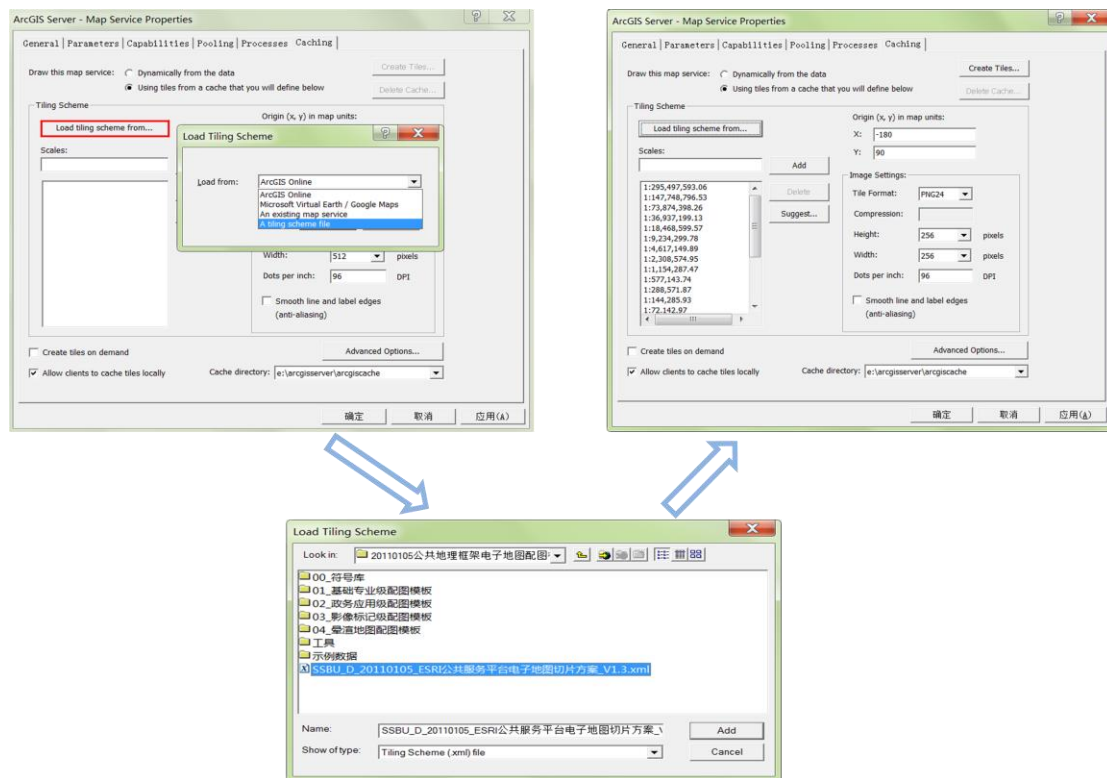 ArcGIS Server - Map Service Properties
General Parameters Capabilities Pooling Processes Caching
Draw this map service: Dynamically from the data
Using tiles from a cache that you will define below
Create Tiles...
Delete Cache...
Tiling Scheme
Load tiling scheme from...
Origin (x, y) in map units:
Scales:
Load Tiling Scheme
Load from: ArcGIS Online
ArcGIS Online
Microsoft Virtual Earth / Google Maps
An existing map service
A tiling scheme file
Width: 512 pixels
Dots per inch: 96 DPI
Smooth line and label edges
(anti-aliasing)
Create tiles on demand
Advanced Options...
Allow clients to cache tiles locally
Cache directory: e:\arcgisserver\arcgiscache
确定 取消 应用(A)
ArcGIS Server - Map Service Properties
General Parameters Capabilities Pooling Processes Caching
Draw this map service: Dynamically from the data
Using tiles from a cache that you will define below
Create Tiles...
Delete Cache...
Tiling Scheme
Load tiling scheme from...
Origin (x, y) in map units:
X: -180
Y: 90
Scales:
Add
Delete
Suggest...
1:295,497,593.06
1:147,748,796.53
1:73,874,398.26
1:36,937,199.13
1:18,468,599.57
1:9,234,299.78
1:4,617,149.89
1:2,308,574.95
1:1,154,287.47
1:577,143.74
1:288,571.87
1:144,285.93
1:72,142.97
Image Settings:
Tile Format: PNG24
Compression:
Height: 256 pixels
Width: 256 pixels
Dots per inch: 96 DPI
Smooth line and label edges
(anti-aliasing)
Create tiles on demand
Advanced Options...
Allow clients to cache tiles locally
Cache directory: e:\arcgisserver\arcgiscache
确定 取消 应用(A)
Load Tiling Scheme
Look in: 20110105公共地理框架电子地图配图
00_符号库
01_基础专业级配图模板
02_政务应用级配图模板
03_影像标记级配图模板
04_晕渲地图配图模板
工具
示例数据
SSBU_D_20110105_ESRI公共服务平台电子地图切片方案_V1.3.xml
Name: SSBU_D_20110105_ESRI公共服务平台电子地图切片方案_V
Add
Show of type: Tiling Scheme (.xml) file
Cancel